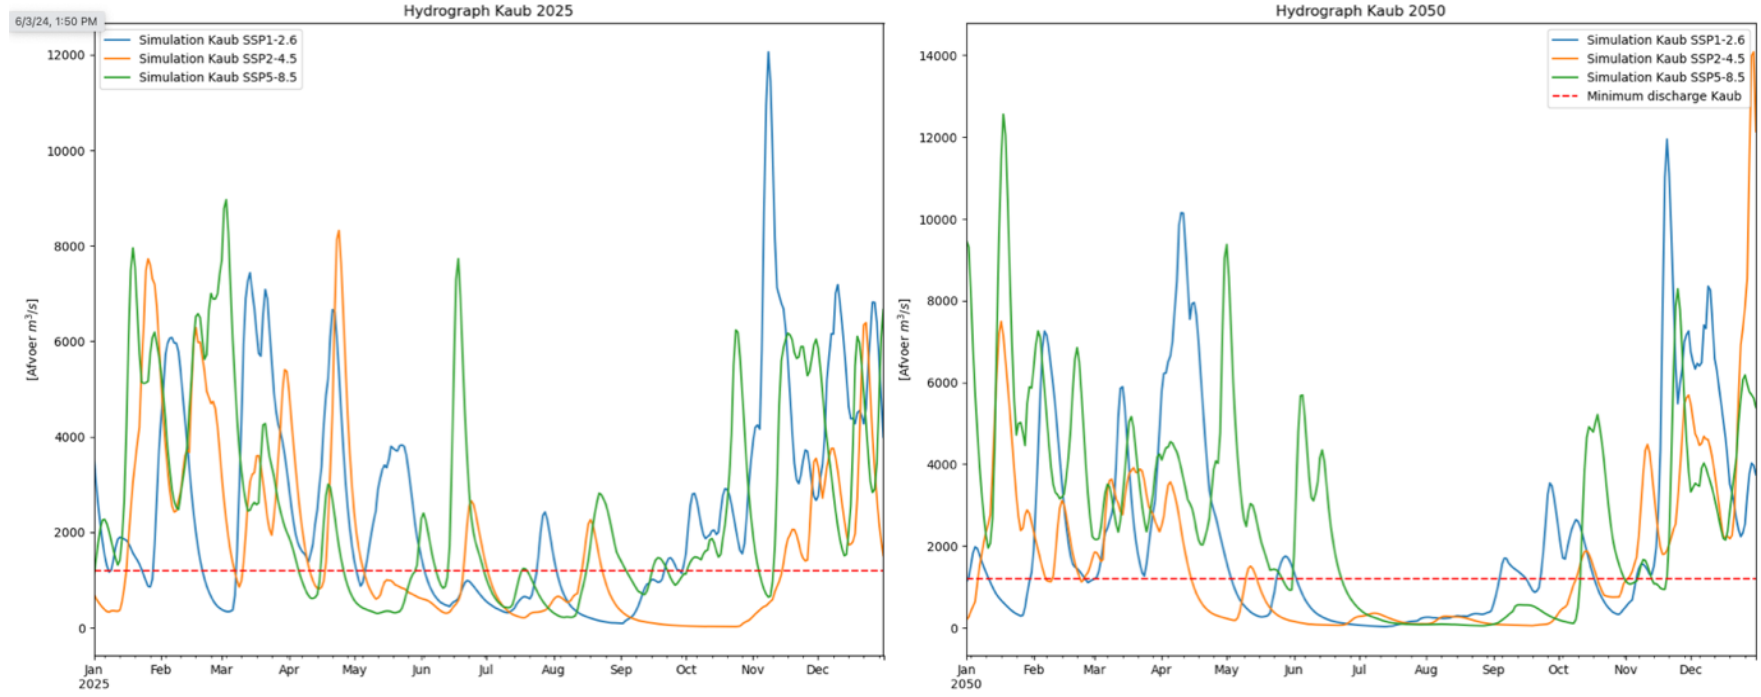 6/3/24, 1:50 PM
Hydrograph Kaub 2025
Simulation Kaub SSP1-2.6
Simulation Kaub SSP2-4.5
Simulation Kaub SSP5-8.5
[Afvoer m³/s]
12000
10000
8000
6000
4000
2000
0
Jan Feb Mar Apr May Jun Jul Aug Sep Oct Nov Dec
2025
Hydrograph Kaub 2050
Simulation Kaub SSP1-2.6
Simulation Kaub SSP2-4.5
Simulation Kaub SSP5-8.5
Minimum discharge Kaub
[Afvoer m³/s]
14000
12000
10000
8000
6000
4000
2000
0
Jan Feb Mar Apr May Jun Jul Aug Sep Oct Nov Dec
2050